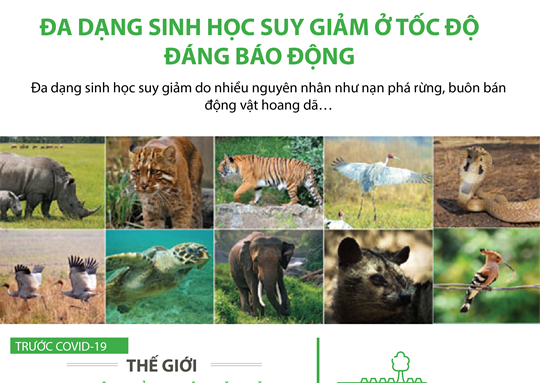 ĐA DẠNG SINH HỌC SUY GIẢM Ở TỐC ĐỘ
ĐÁNG BÁO ĐỘNG
Đa dạng sinh học suy giảm do nhiều nguyên nhân như nạn phá rừng, buôn bán
động vật hoang dã...
TRƯỚC COVID-19
THẾ GIỚI